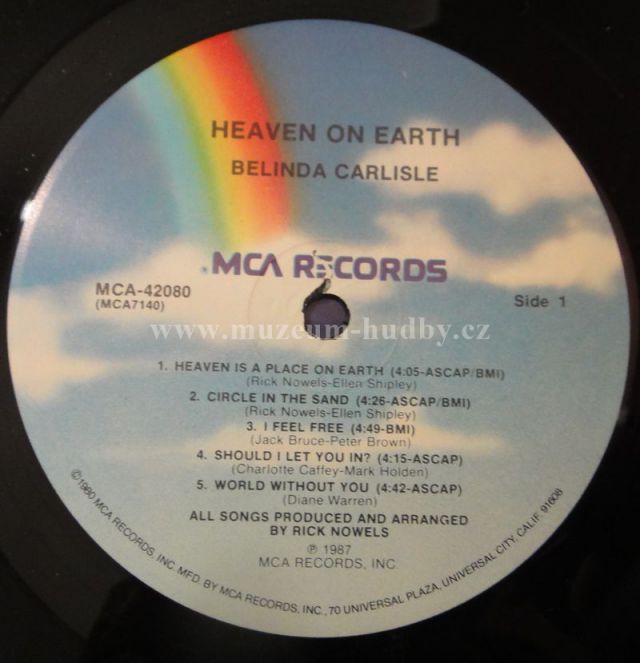 HEAVEN ON EARTH
BELINDA CARLISLE
MCA RECORDS
MCA-42080
(MCA7140)
Side 1
www.muzeum-hudby.cz
1. HEAVEN IS A PLACE ON EARTH (4:05-ASCAP/BMI)
(Rick Nowels-Ellen Shipley)
2. CIRCLE IN THE SAND (4:26-ASCAP/BMI)
(Rick Nowels-Ellen Shipley)
3. I FEEL FREE (4:49-BMI)
(Jack Bruce-Peter Brown)
4. SHOULD I LET YOU IN? (4:15-ASCAP)
(Charlotte Caffey-Mark Holden)
5. WORLD WITHOUT YOU (4:42-ASCAP)
(Diane Warren)
ALL SONGS PRODUCED AND ARRANGED
BY RICK NOWELS
℗ 1987
MCA RECORDS, INC.
©1980 MCA RECORDS, INC. MFD. BY MCA RECORDS, INC., 70 UNIVERSAL PLAZA, UNIVERSAL CITY, CALIF. 91608